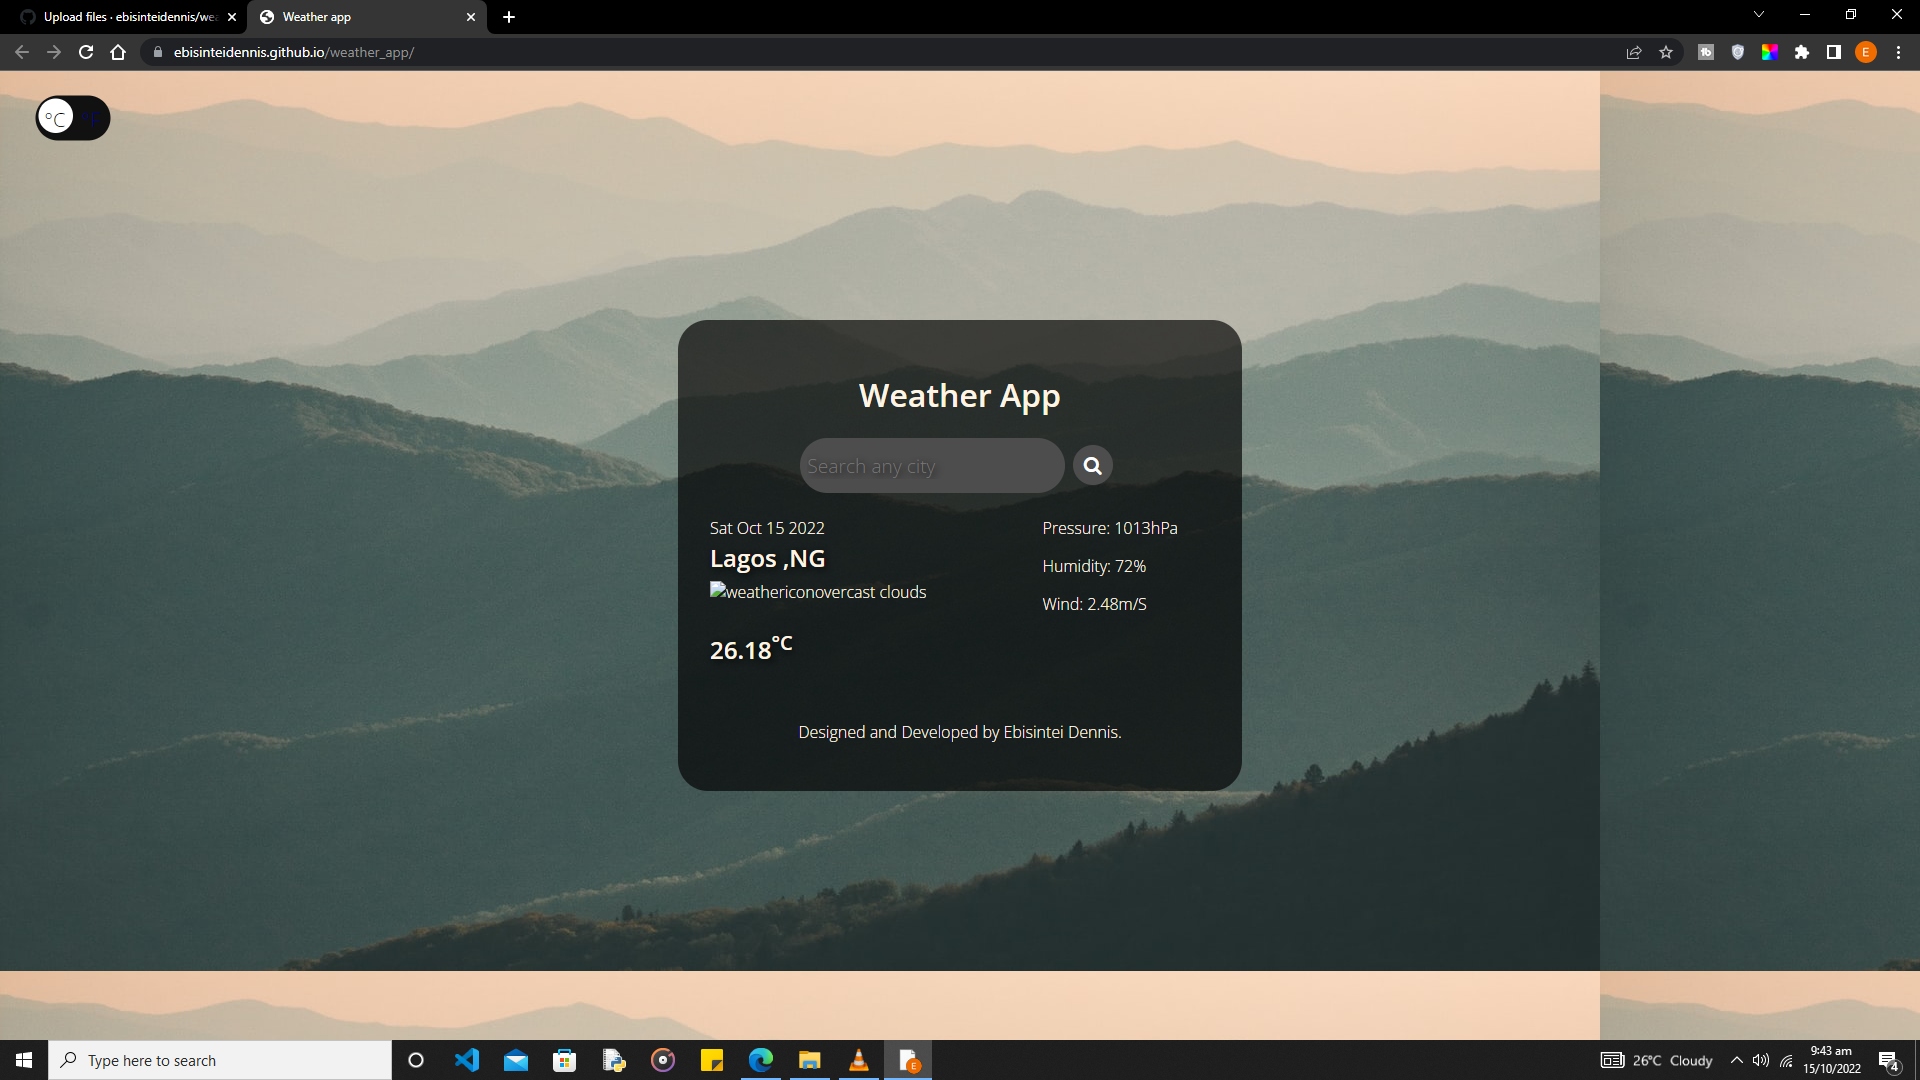 Upload files · ebisinteidennis/wea
Weather app
ebisinteidennis.github.io/weather_app/
E
°C °F
Weather App
Search any city
Sat Oct 15 2022
Lagos ,NG
weathericonovercast clouds
26.18°C
Pressure: 1013hPa
Humidity: 72%
Wind: 2.48m/S
Designed and Developed by Ebisintei Dennis.
Type here to search
E
26°C Cloudy
9:43 am
15/10/2022
4